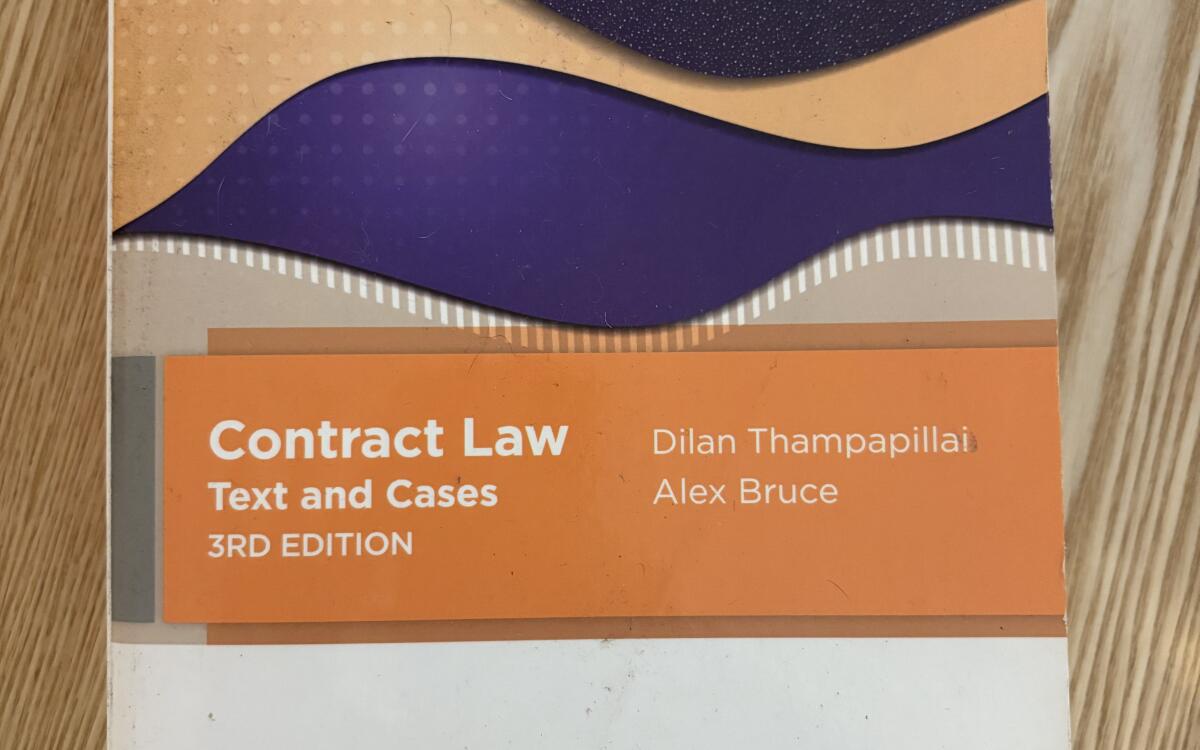 Contract Law
Text and Cases
3RD EDITION
Dilan Thampapillai
Alex Bruce